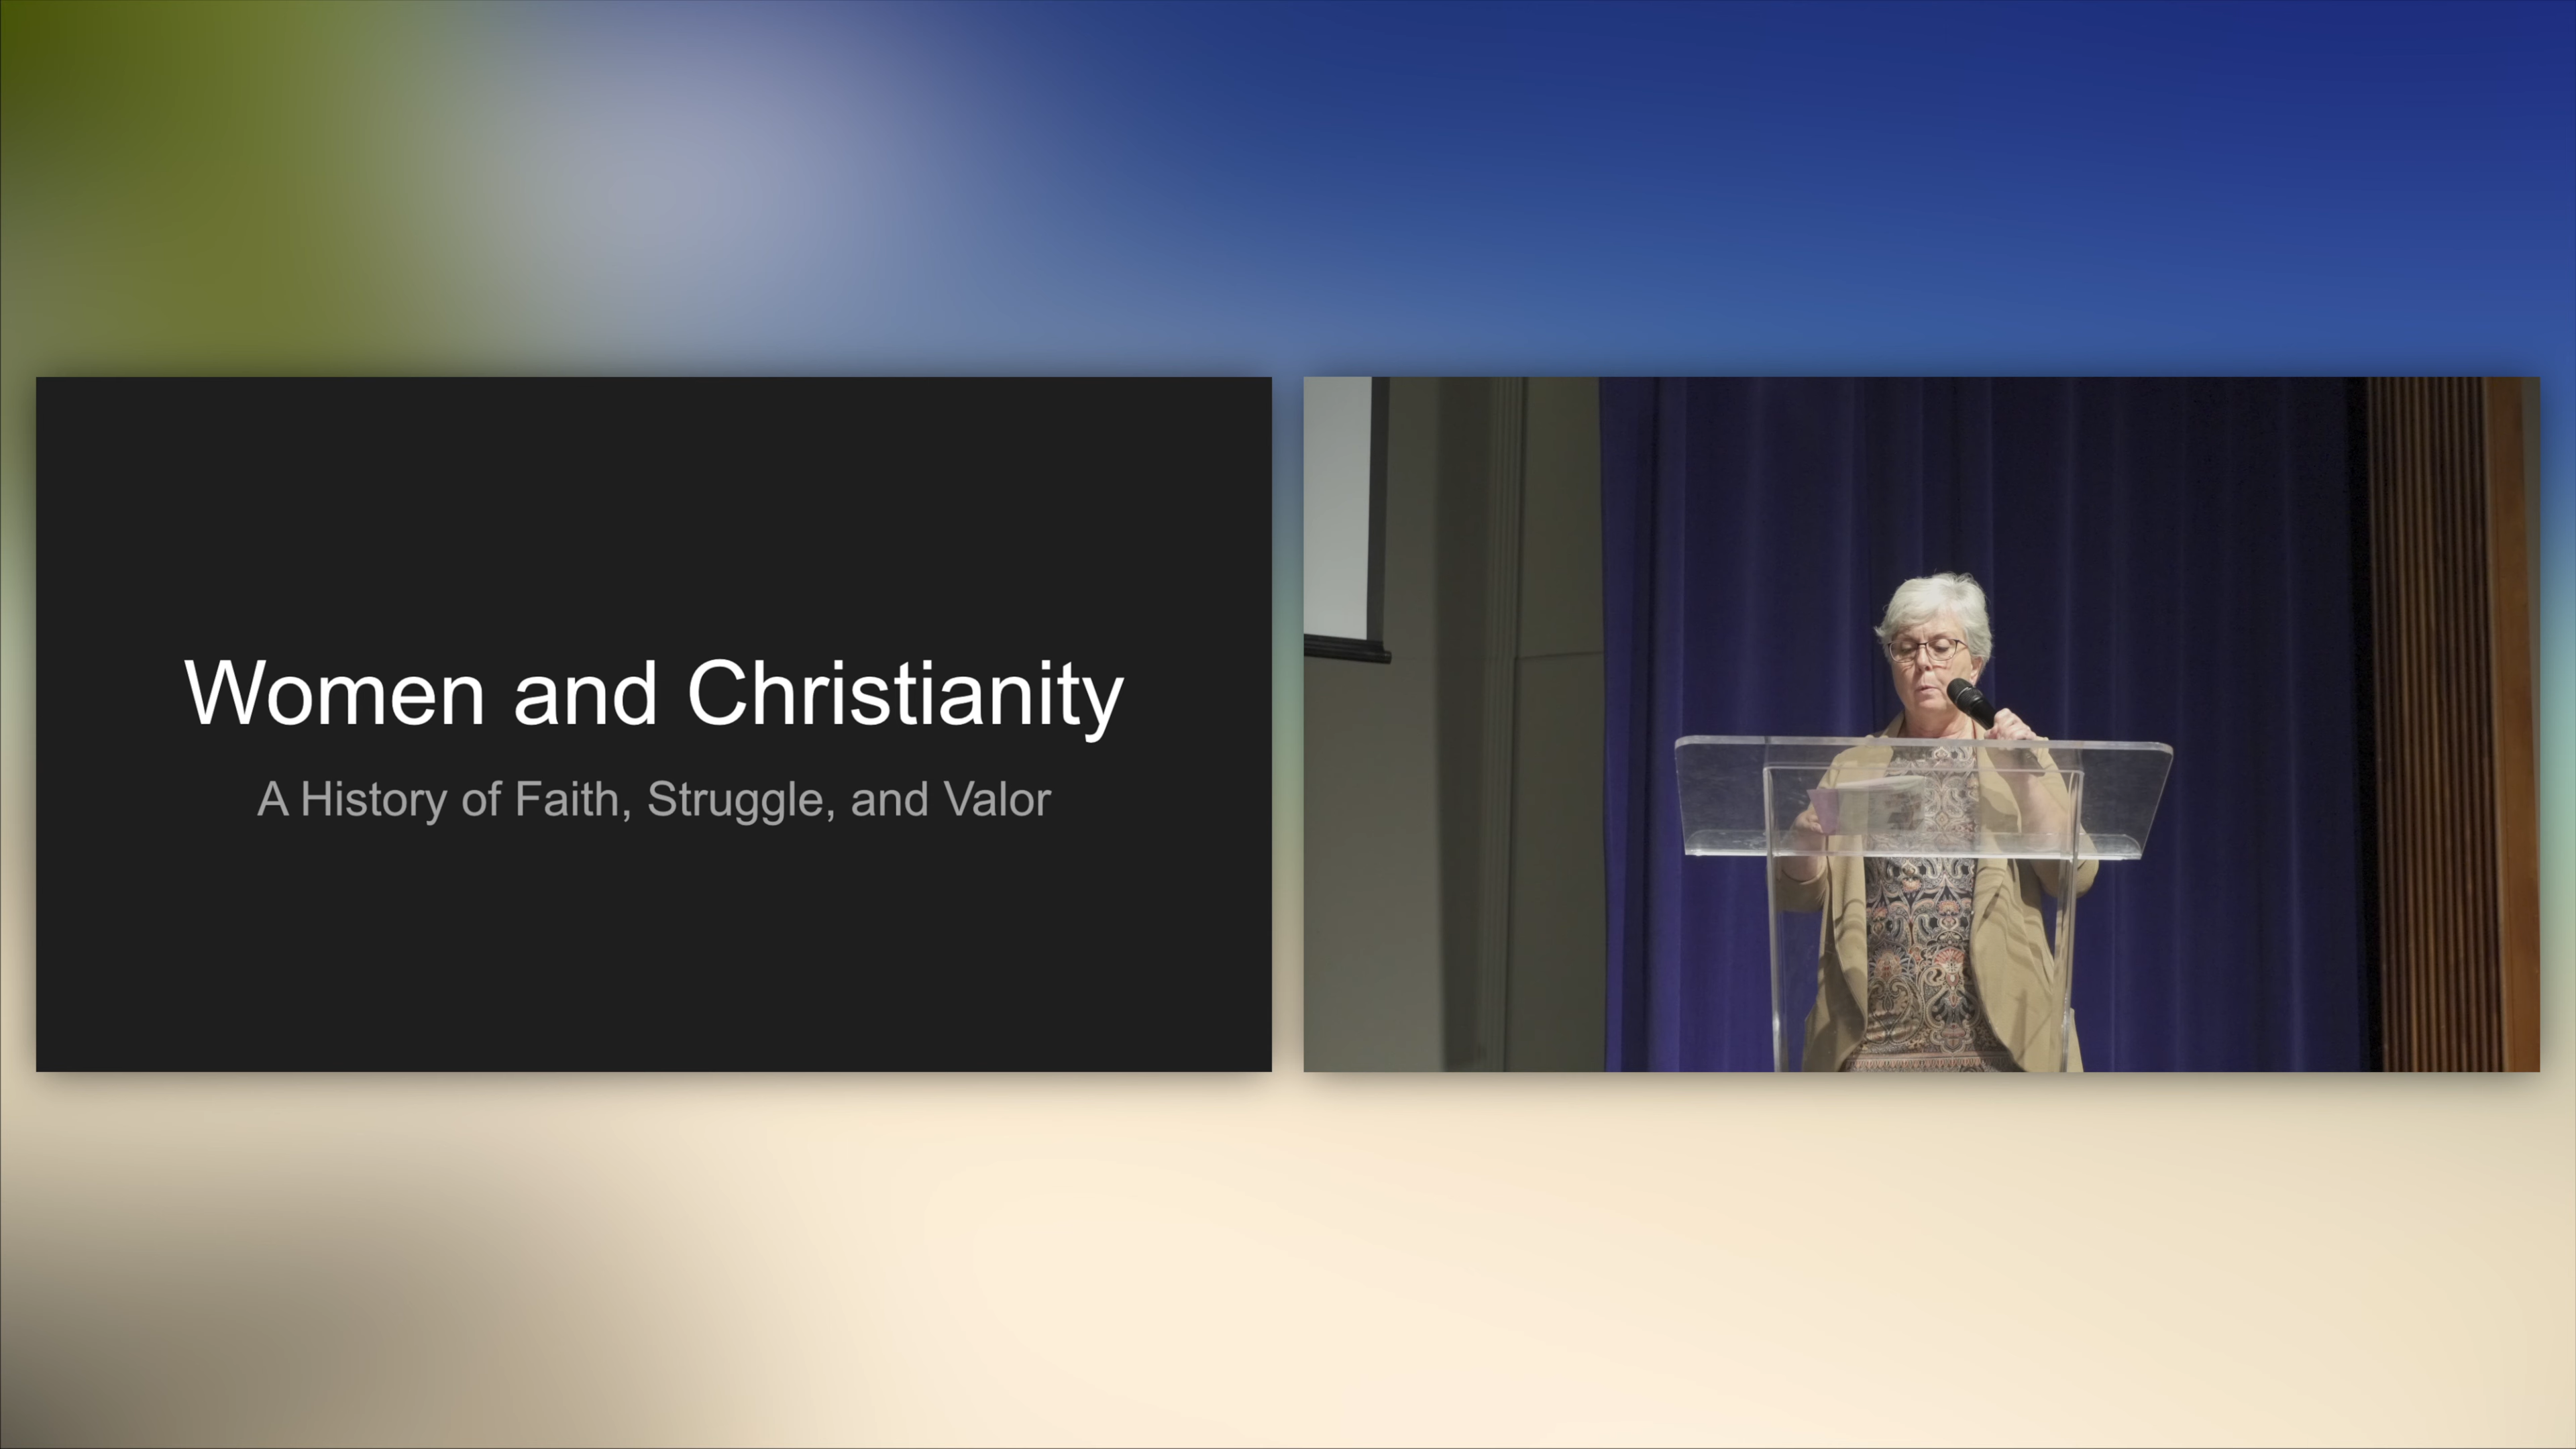 Women and Christianity
A History of Faith, Struggle, and Valor